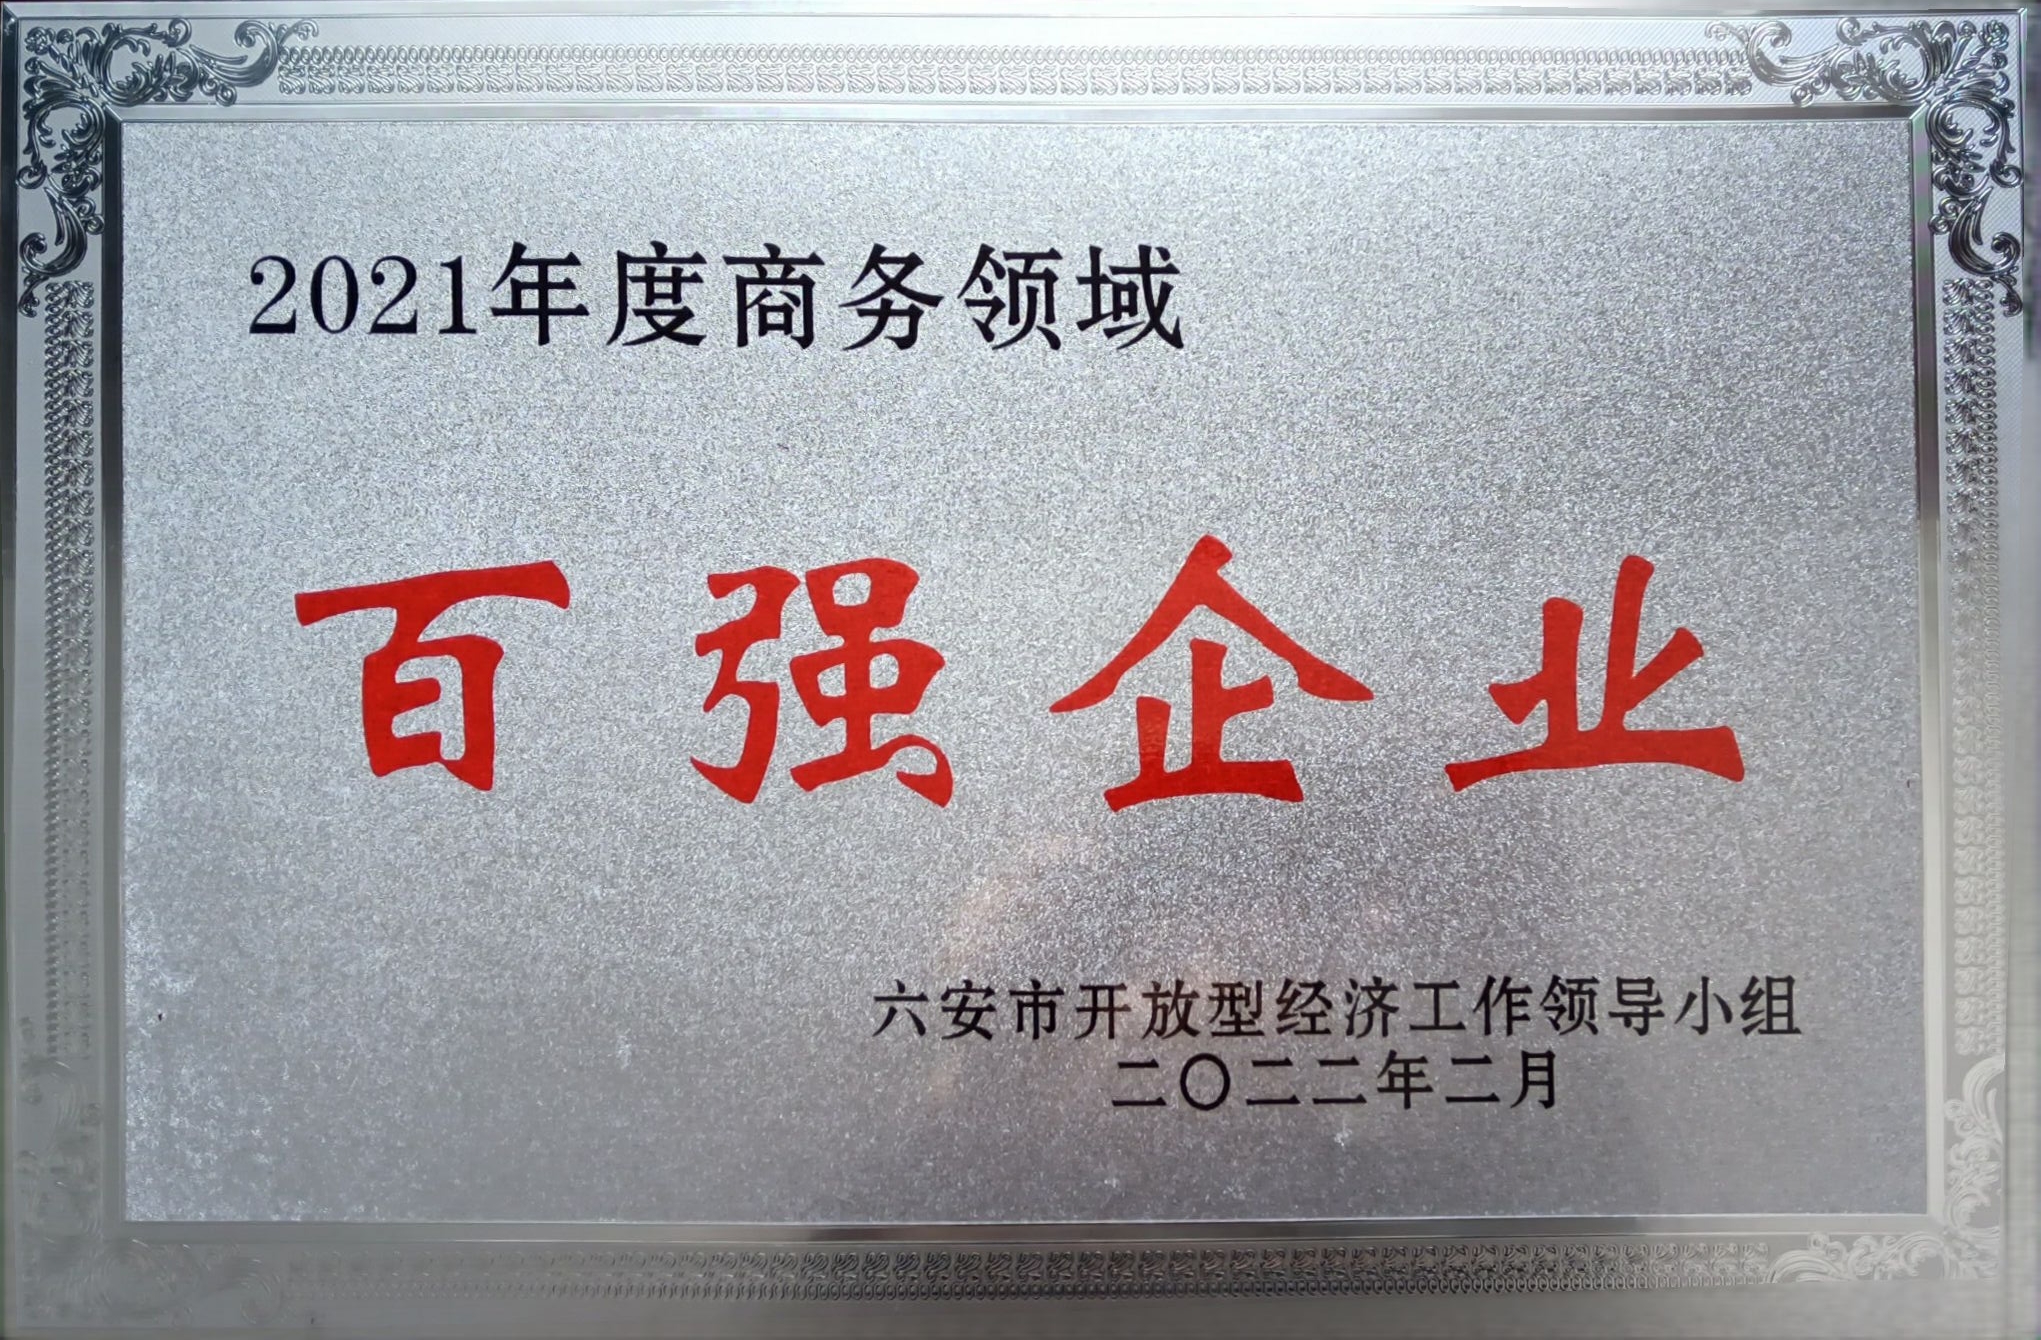 2021年度商务领域
百强企业
六安市开放型经济工作领导小组
二〇二二年二月